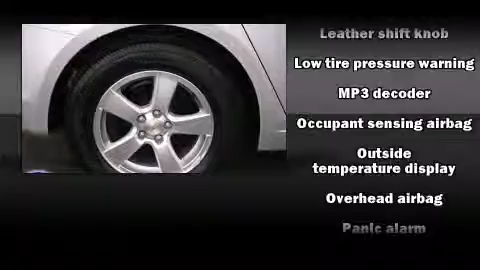 Leather shift knob
Low tire pressure warning
MP3 decoder
Occupant sensing airbag
Outside
temperature display
Overhead airbag
Panic alarm